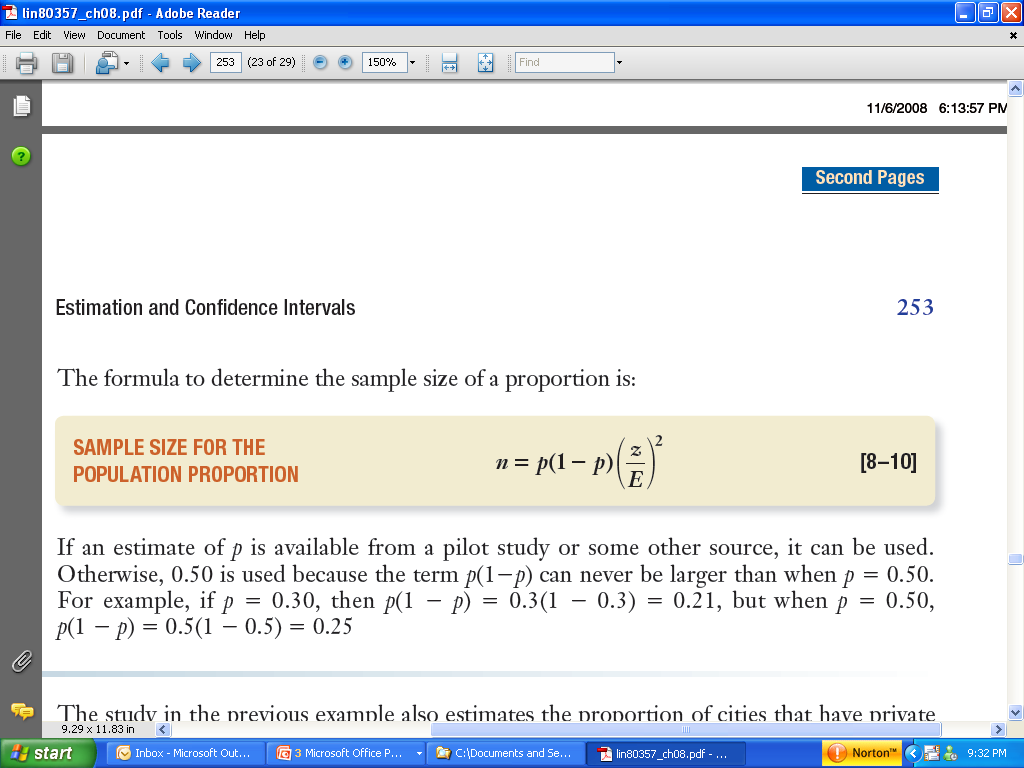 lin80357_ch08.pdf - Adobe Reader
File Edit View Document Tools Window Help
253 (23 of 29) 150% Find
11/6/2008 6:13:57 PM
Second Pages
Estimation and Confidence Intervals 253
The formula to determine the sample size of a proportion is:
SAMPLE SIZE FOR THE
POPULATION PROPORTION
n = p(1 − p)(z/E)² [8–10]
If an estimate of p is available from a pilot study or some other source, it can be used.
Otherwise, 0.50 is used because the term p(1−p) can never be larger than when p = 0.50.
For example, if p = 0.30, then p(1 − p) = 0.3(1 − 0.3) = 0.21, but when p = 0.50,
p(1 − p) = 0.5(1 − 0.5) = 0.25
The study in the previous example also estimates the proportion of cities that have private
9.29 x 11.83 in
start Inbox - Microsoft Out... 3 Microsoft Office P... C:\Documents and Se... lin80357_ch08.pdf - ... Norton™ 9:32 PM